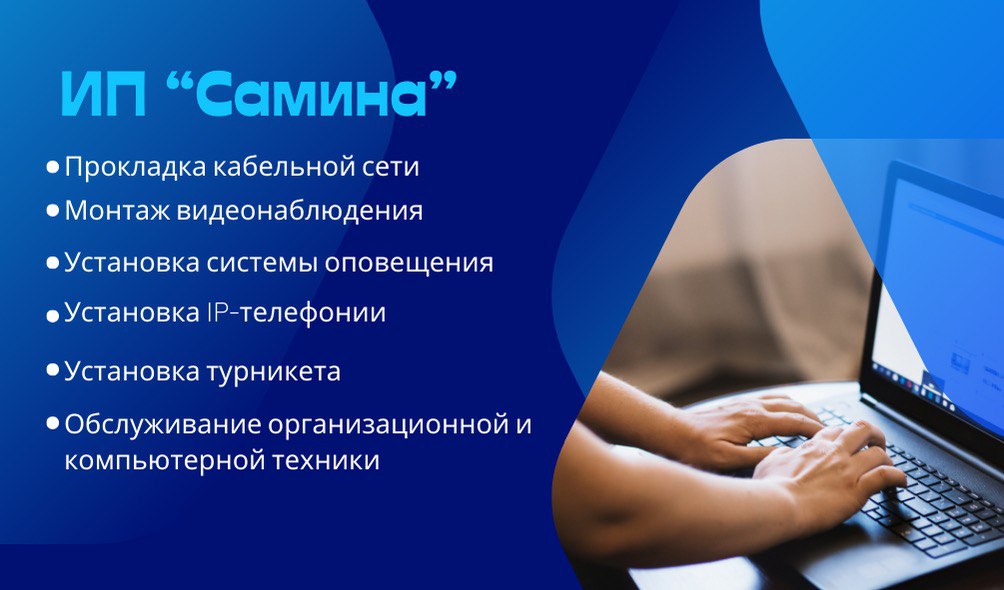 ИП “Самина”
Прокладка кабельной сети
Монтаж видеонаблюдения
Установка системы оповещения
Установка IP-телефонии
Установка турникета
Обслуживание организационной и
компьютерной техники